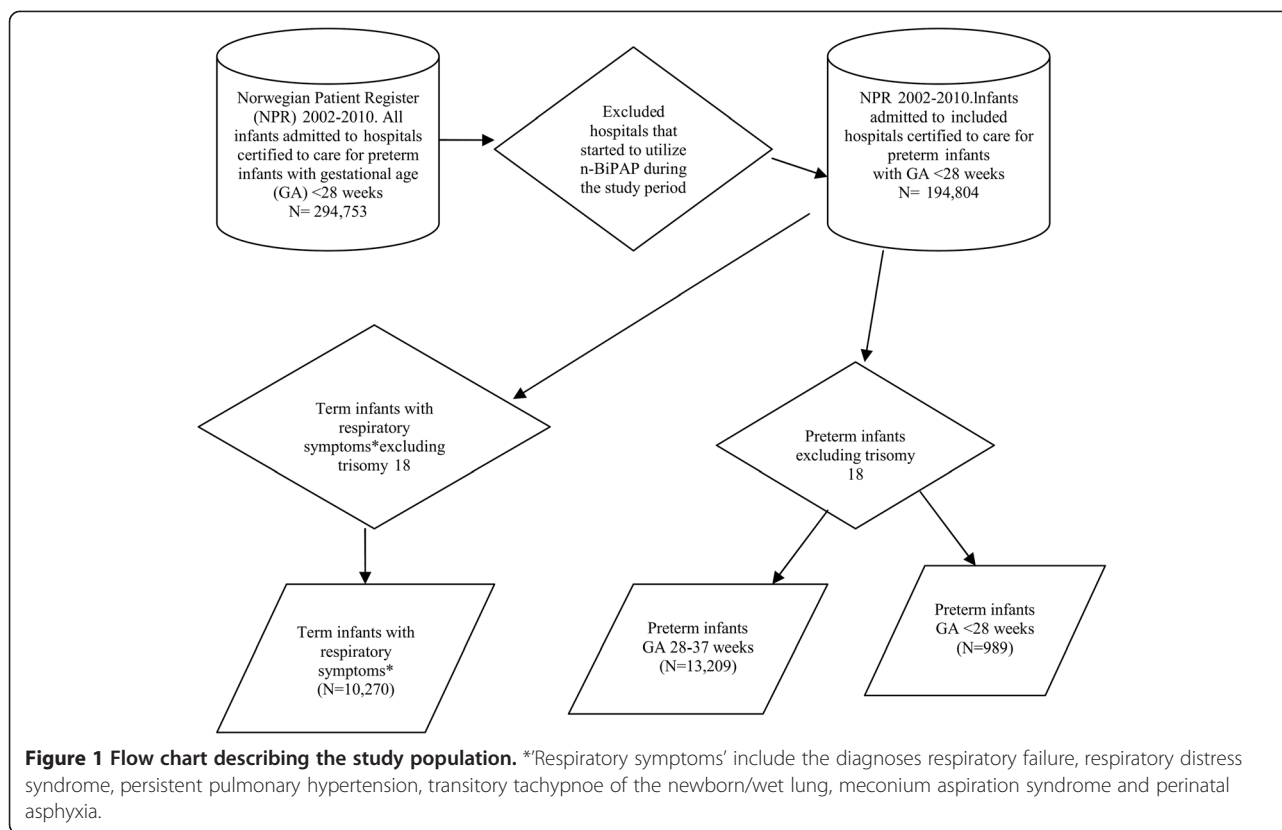 Norwegian Patient Register
(NPR) 2002-2010. All
infants admitted to hospitals
certified to care for preterm
infants with gestational age
(GA) <28 weeks
N= 294,753
Excluded
hospitals that
started to utilize
n-BiPAP during
the study period
NPR 2002-2010.Infants
admitted to included
hospitals certified to care for
preterm infants
with GA <28 weeks
N= 194,804
Term infants with
respiratory
symptoms*excluding
trisomy 18
Preterm infants
excluding trisomy
18
Term infants with
respiratory
symptoms*
(N=10,270)
Preterm infants
GA 28-37 weeks
(N=13,209)
Preterm infants
GA <28 weeks
(N=989)
Figure 1 Flow chart describing the study population. *‘Respiratory symptoms’ include the diagnoses respiratory failure, respiratory distress
syndrome, persistent pulmonary hypertension, transitory tachypnoe of the newborn/wet lung, meconium aspiration syndrome and perinatal
asphyxia.